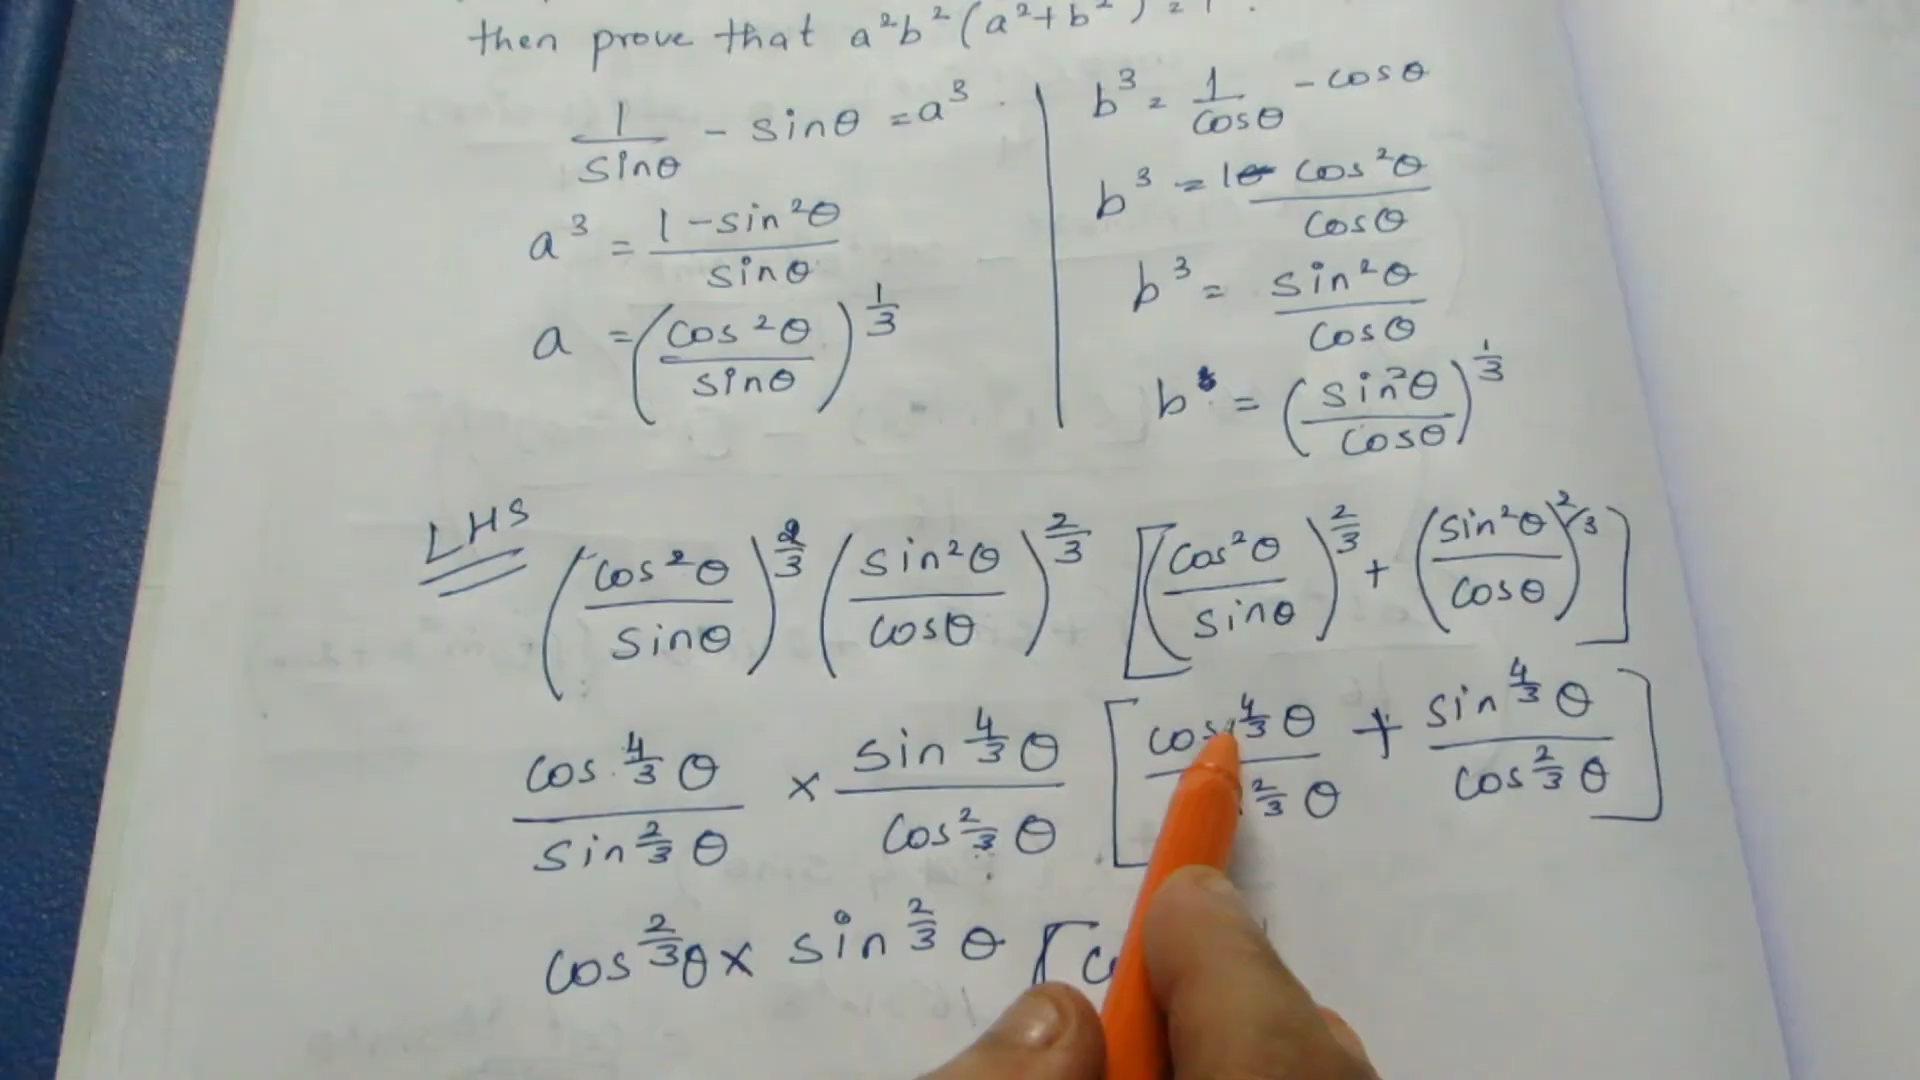 then prove that a²b²(a²+b²)=1.
1/sinθ - sinθ = a³
a³ = 1-sin²θ/sinθ
a = (cos²θ/sinθ)^1/3
b³ = 1/cosθ - cosθ
b³ = 1- cos²θ/cosθ
b³ = sin²θ/cosθ
b = (sin²θ/cosθ)^1/3
LHS (cos²θ/sinθ)^2/3 (sin²θ/cosθ)^2/3 [(cos²θ/sinθ)^2/3 + (sin²θ/cosθ)^2/3]
cos^4/3 θ/sin^2/3 θ × sin^4/3 θ/cos^2/3 θ [cos^4/3 θ/ ^2/3 θ + sin^4/3 θ/cos^2/3 θ]
cos^2/3 θ × sin^2/3 θ [